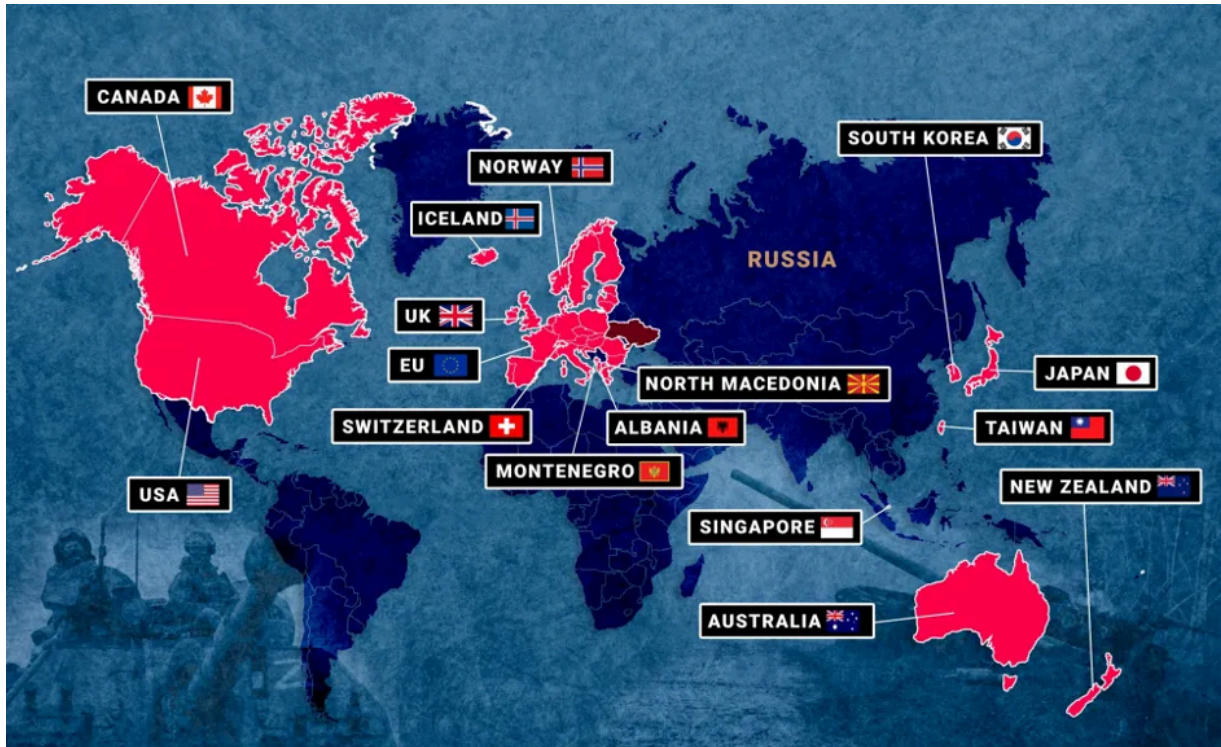 CANADA
SOUTH KOREA
NORWAY
ICELAND
RUSSIA
UK
EU
JAPAN
NORTH MACEDONIA
SWITZERLAND
ALBANIA
TAIWAN
MONTENEGRO
NEW ZEALAND
USA
SINGAPORE
AUSTRALIA